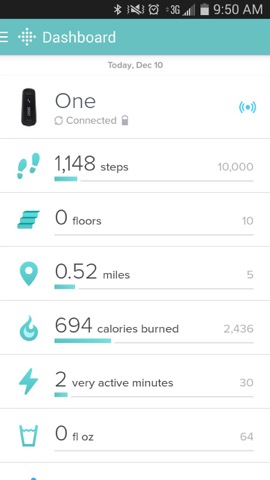 3G 9:50 AM
Dashboard
Today, Dec 10
One
Connected
1,148 steps 10,000
0 floors 10
0.52 miles 5
694 calories burned 2,436
2 very active minutes 30
0 fl oz 64